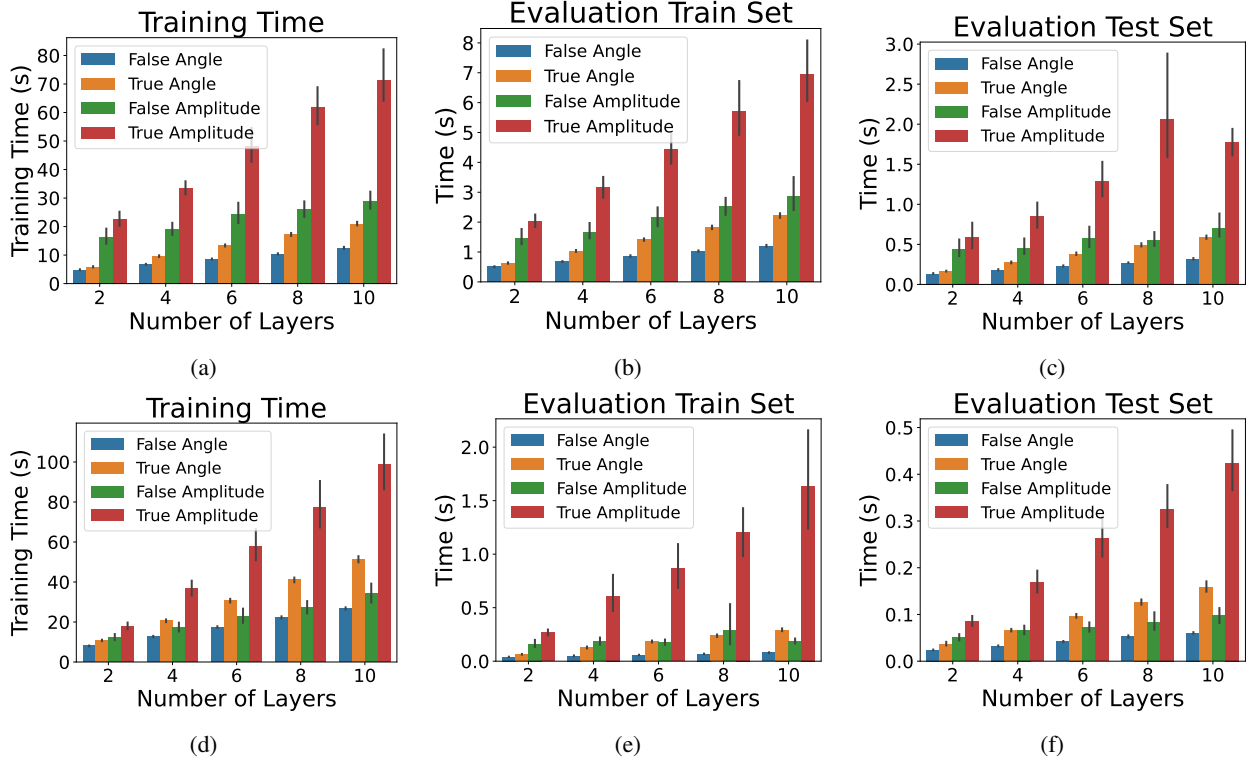 Training Time
Training Time (s)
80
70
60
50
40
30
20
10
0
False Angle
True Angle
False Amplitude
True Amplitude
2 4 6 8 10
Number of Layers
(a)
Evaluation Train Set
Time (s)
8
7
6
5
4
3
2
1
0
False Angle
True Angle
False Amplitude
True Amplitude
2 4 6 8 10
Number of Layers
(b)
Evaluation Test Set
Time (s)
3.0
2.5
2.0
1.5
1.0
0.5
0.0
False Angle
True Angle
False Amplitude
True Amplitude
2 4 6 8 10
Number of Layers
(c)
Training Time
Training Time (s)
100
80
60
40
20
0
False Angle
True Angle
False Amplitude
True Amplitude
2 4 6 8 10
Number of Layers
(d)
Evaluation Train Set
Time (s)
2.0
1.5
1.0
0.5
0.0
False Angle
True Angle
False Amplitude
True Amplitude
2 4 6 8 10
Number of Layers
(e)
Evaluation Test Set
Time (s)
0.5
0.4
0.3
0.2
0.1
0.0
False Angle
True Angle
False Amplitude
True Amplitude
2 4 6 8 10
Number of Layers
(f)